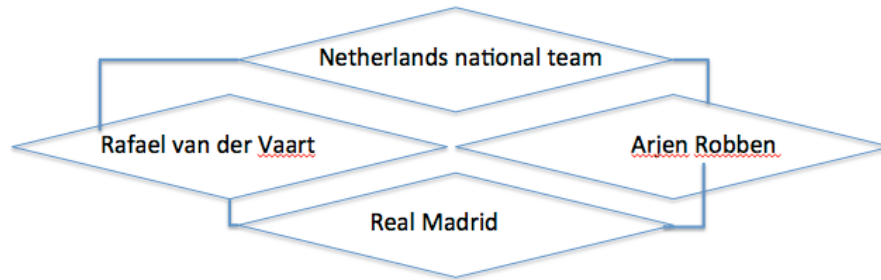 Netherlands national team
Rafael van der Vaart
Arjen Robben
Real Madrid